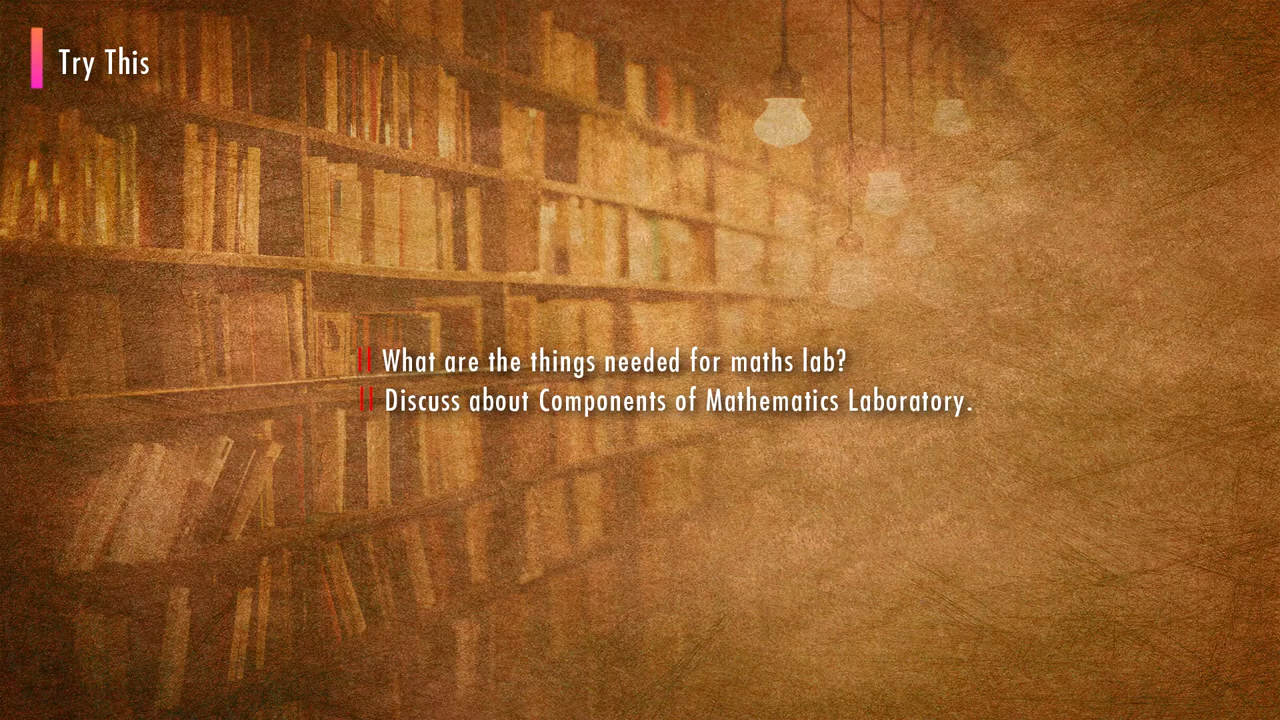 Try This
What are the things needed for maths lab?
Discuss about Components of Mathematics Laboratory.